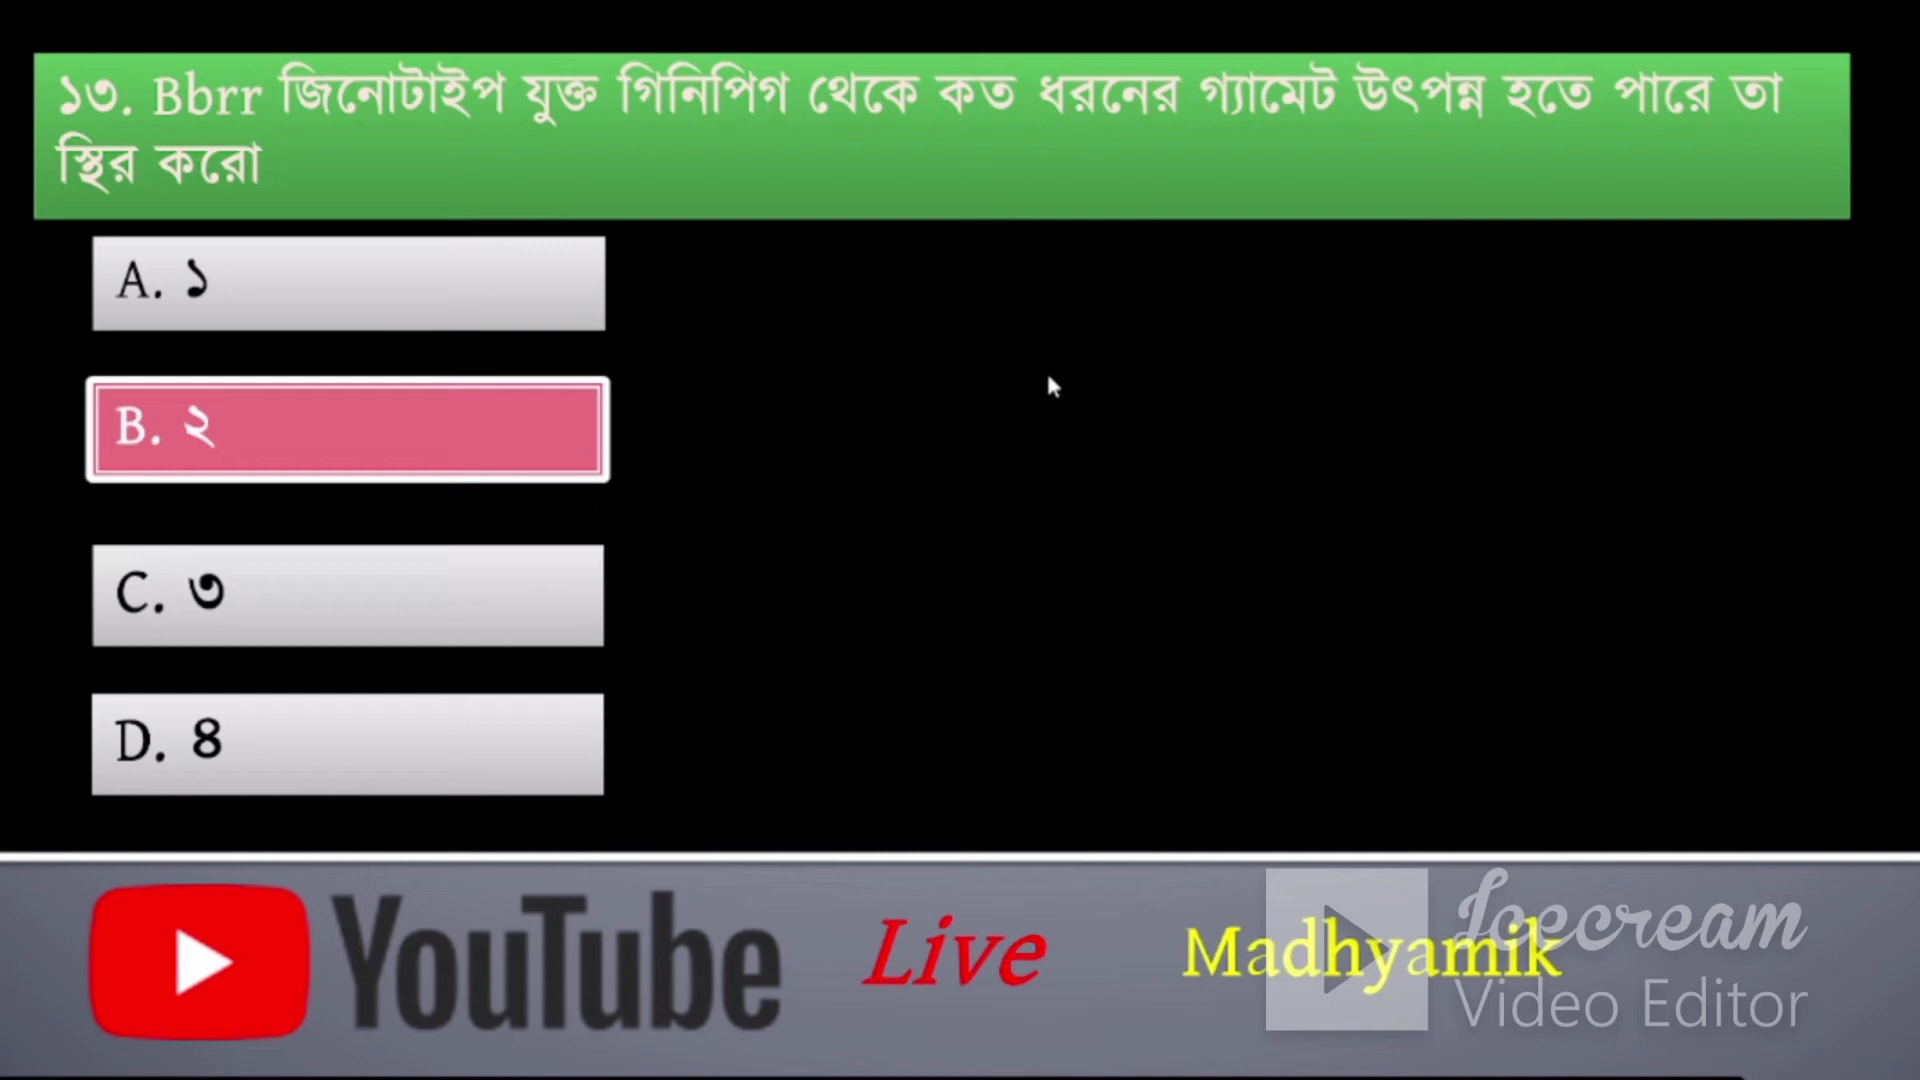 ১৩. Bbrr জিনোটাইপ যুক্ত গিনিপিগ থেকে কত ধরনের গ্যামেট উৎপন্ন হতে পারে তা
স্থির করো
A. ১
B. ২
C. ৩
D. ৪
YouTube Live Madhyamik
Icecream
Video Editor